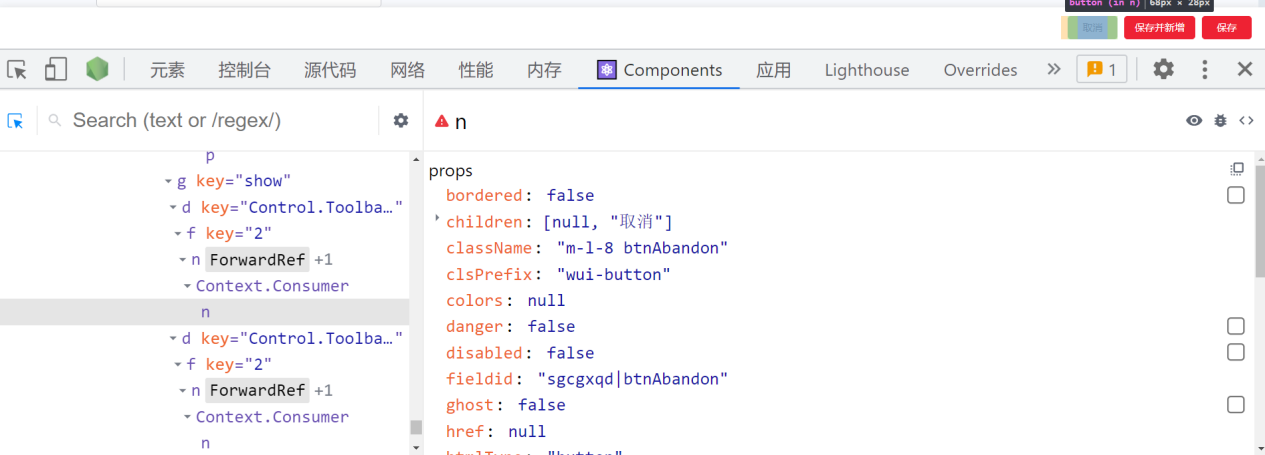 button (in n) | 68px × 28px
取消 保存并新增 保存
元素 控制台 源代码 网络 性能 内存 Components 应用 Lighthouse Overrides 1
Search (text or /regex/)
n
p
g key="show"
d key="Control.Toolba…"
f key="2"
n ForwardRef +1
Context.Consumer
n
d key="Control.Toolba…"
f key="2"
n ForwardRef +1
Context.Consumer
n
props
bordered: false
children: [null, "取消"]
className: "m-l-8 btnAbandon"
clsPrefix: "wui-button"
colors: null
danger: false
disabled: false
fieldid: "sgcgxqd|btnAbandon"
ghost: false
href: null
htmlType: "button"